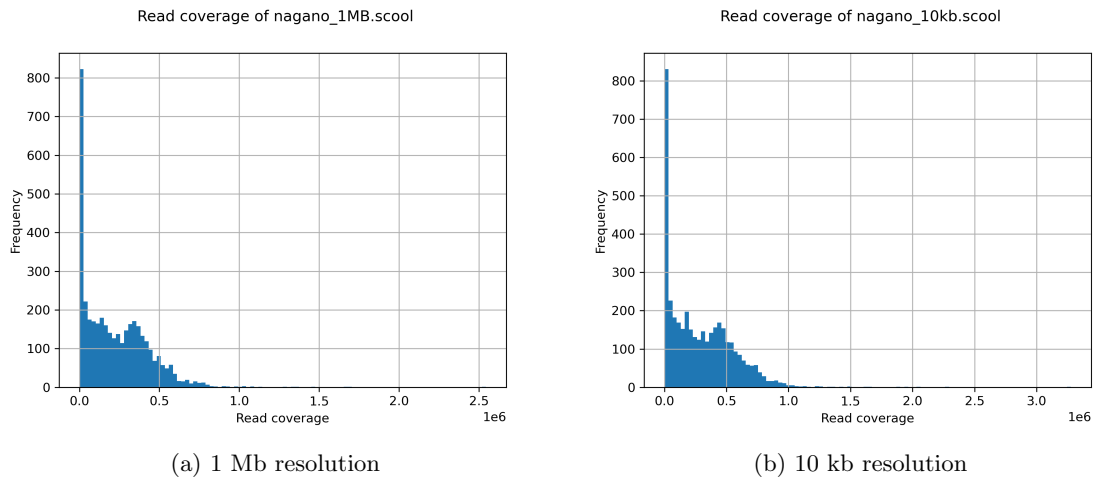 Read coverage of nagano_1MB.scool
800
700
600
500
400
300
200
100
0
Frequency
0.0 0.5 1.0 1.5 2.0 2.5
1e6
Read coverage
(a) 1 Mb resolution
Read coverage of nagano_10kb.scool
800
700
600
500
400
300
200
100
0
Frequency
0.0 0.5 1.0 1.5 2.0 2.5 3.0
1e6
Read coverage
(b) 10 kb resolution